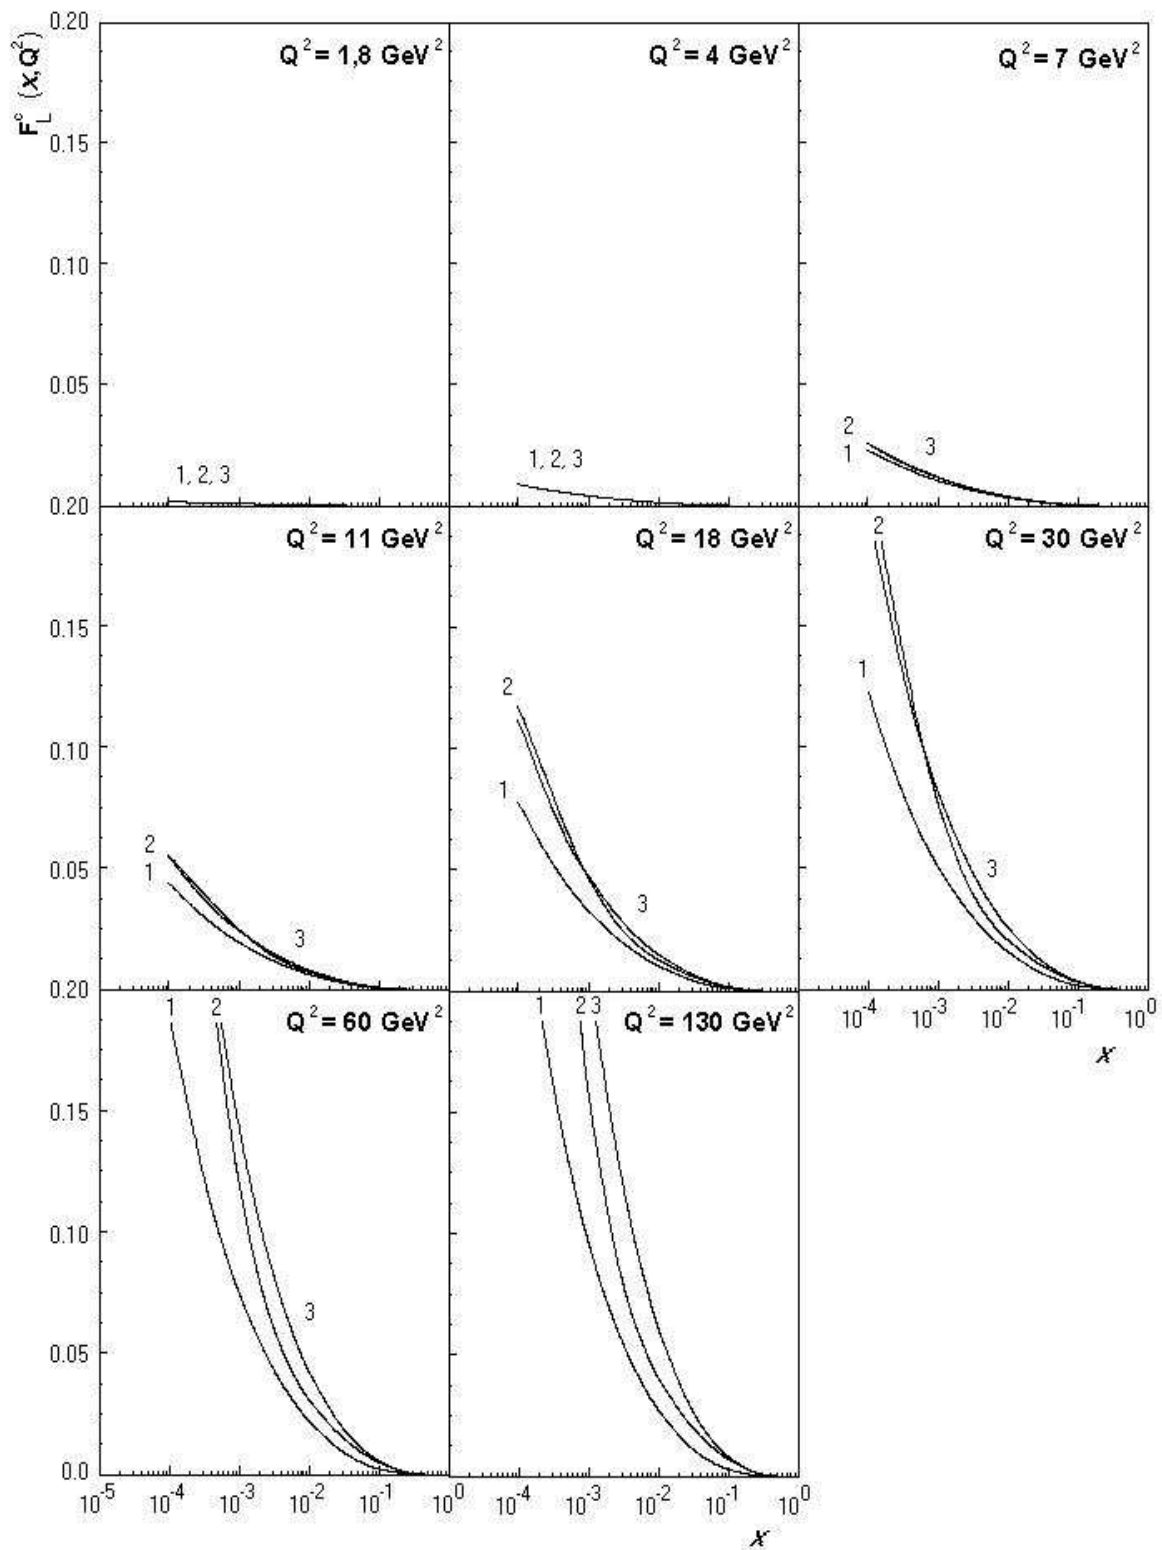 0.20
F_L^c (x,Q^2)
Q^2 = 1,8 GeV^2
Q^2 = 4 GeV^2
Q^2 = 7 GeV^2
0.15
0.10
0.05
1, 2, 3
1, 2, 3
2
1
3
0.20
Q^2 = 11 GeV^2
Q^2 = 18 GeV^2
Q^2 = 30 GeV^2
2
0.15
2
1
0.10
1
2
1
0.05
3
3
3
0.20
10^-4 10^-3 10^-2 10^-1 10^0
x
1
2
Q^2 = 60 GeV^2
1
2 3
Q^2 = 130 GeV^2
0.15
0.10
3
0.05
0.0
10^-5 10^-4 10^-3 10^-2 10^-1 10^0 10^-4 10^-3 10^-2 10^-1 10^0
x